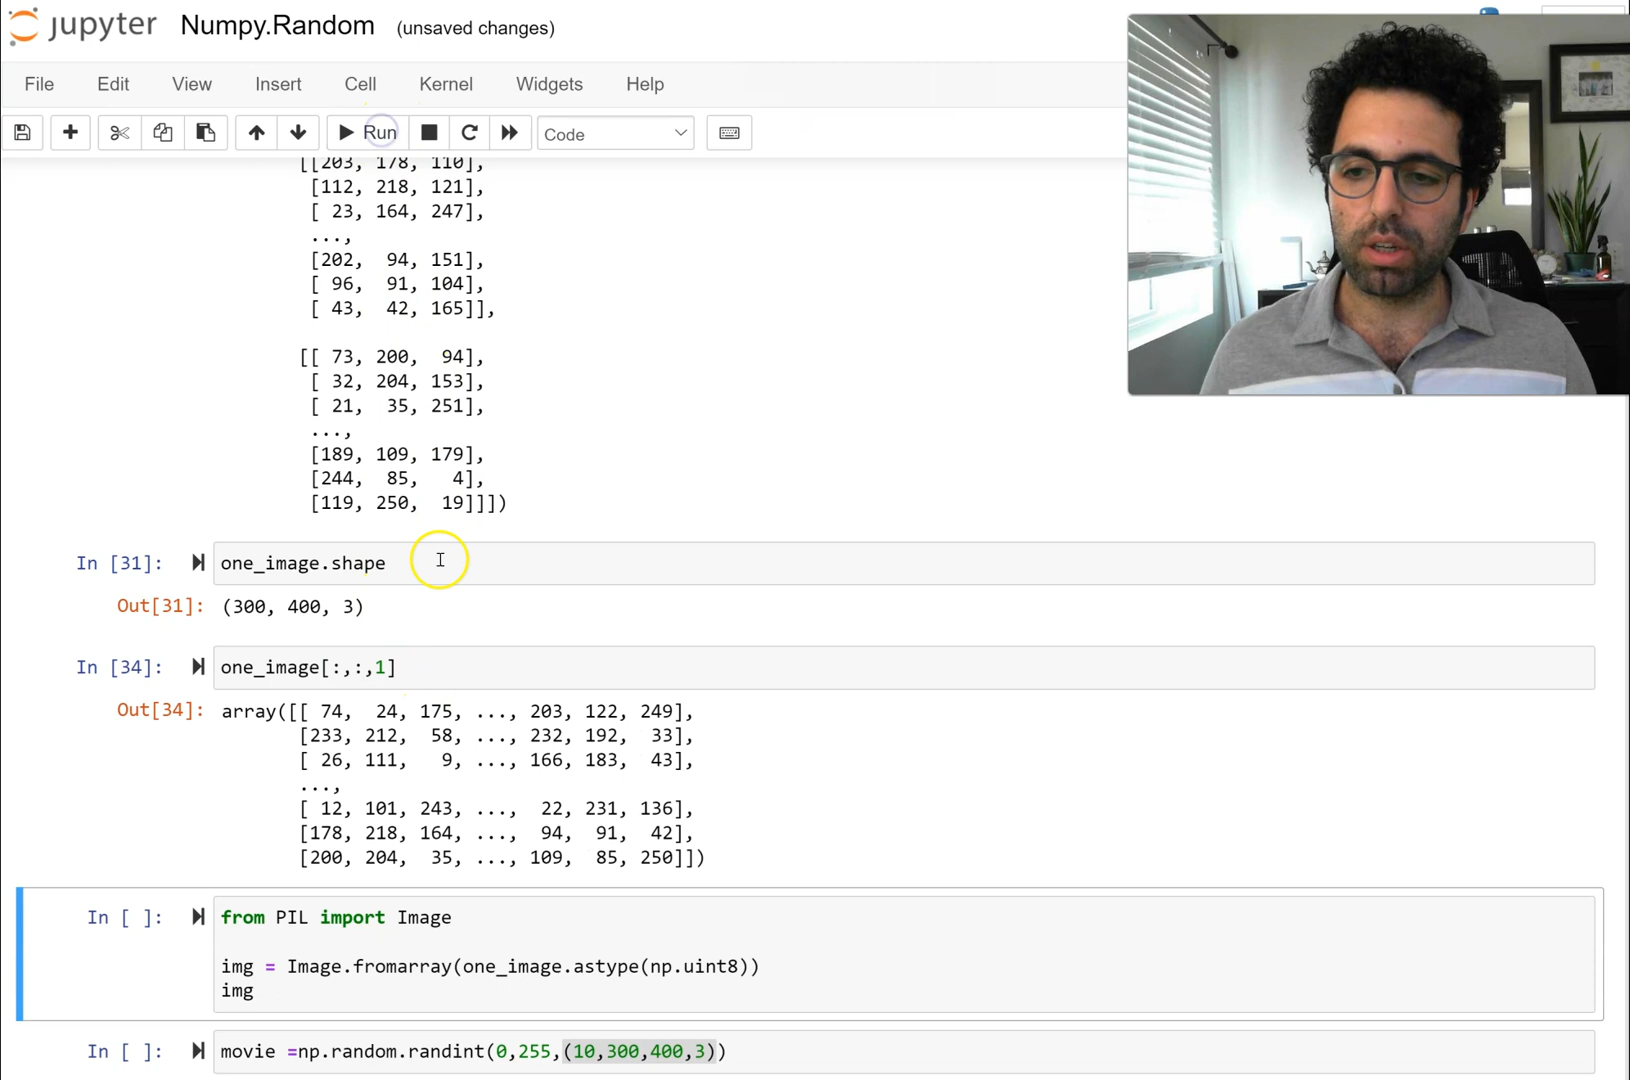 jupyter Numpy.Random (unsaved changes)
File Edit View Insert Cell Kernel Widgets Help
Run Code
[[203, 178, 110],
[112, 218, 121],
[ 23, 164, 247],
...,
[202, 94, 151],
[ 96, 91, 104],
[ 43, 42, 165]],
[[ 73, 200, 94],
[ 32, 204, 153],
[ 21, 35, 251],
...,
[189, 109, 179],
[244, 85, 4],
[119, 250, 19]]])
In [31]: one_image.shape
Out[31]: (300, 400, 3)
In [34]: one_image[:,:,1]
Out[34]: array([[ 74, 24, 175, ..., 203, 122, 249],
[233, 212, 58, ..., 232, 192, 33],
[ 26, 111, 9, ..., 166, 183, 43],
...,
[ 12, 101, 243, ..., 22, 231, 136],
[178, 218, 164, ..., 94, 91, 42],
[200, 204, 35, ..., 109, 85, 250]])
In [ ]: from PIL import Image
img = Image.fromarray(one_image.astype(np.uint8))
img
In [ ]: movie =np.random.randint(0,255,(10,300,400,3))